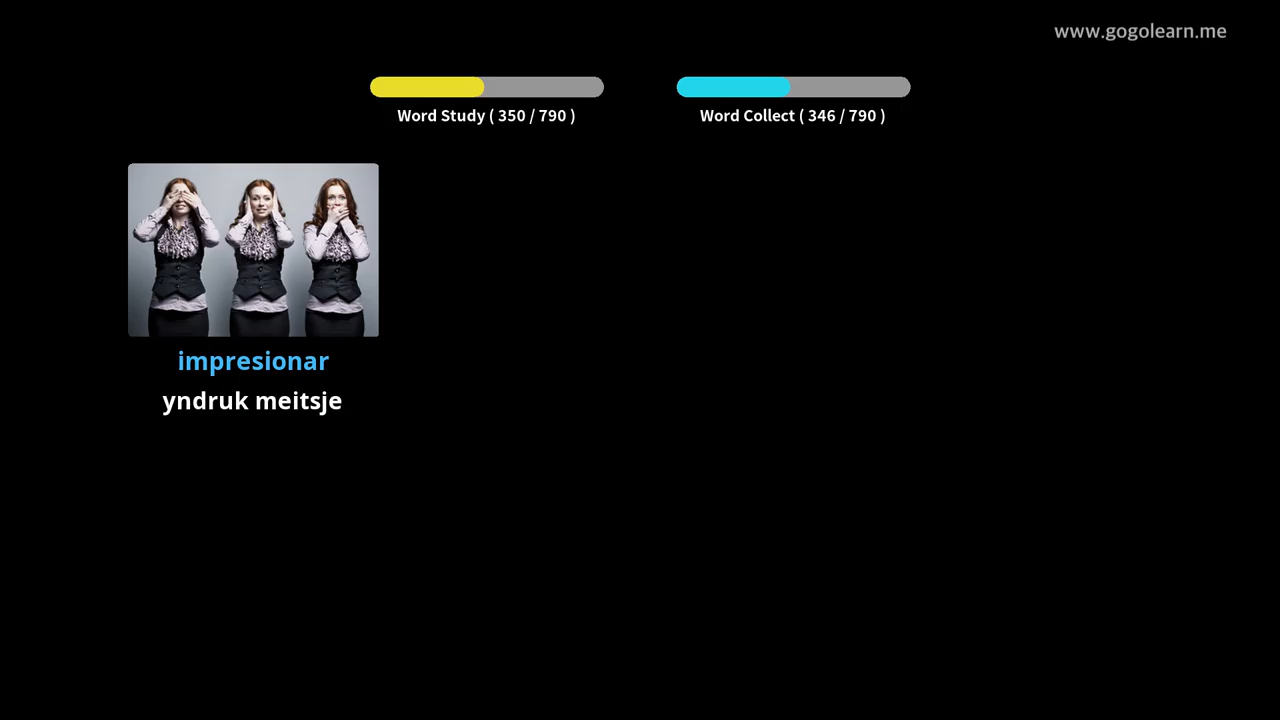 www.gogolearn.me
Word Study ( 350 / 790 )
Word Collect ( 346 / 790 )
impresionar
yndruk meitsje